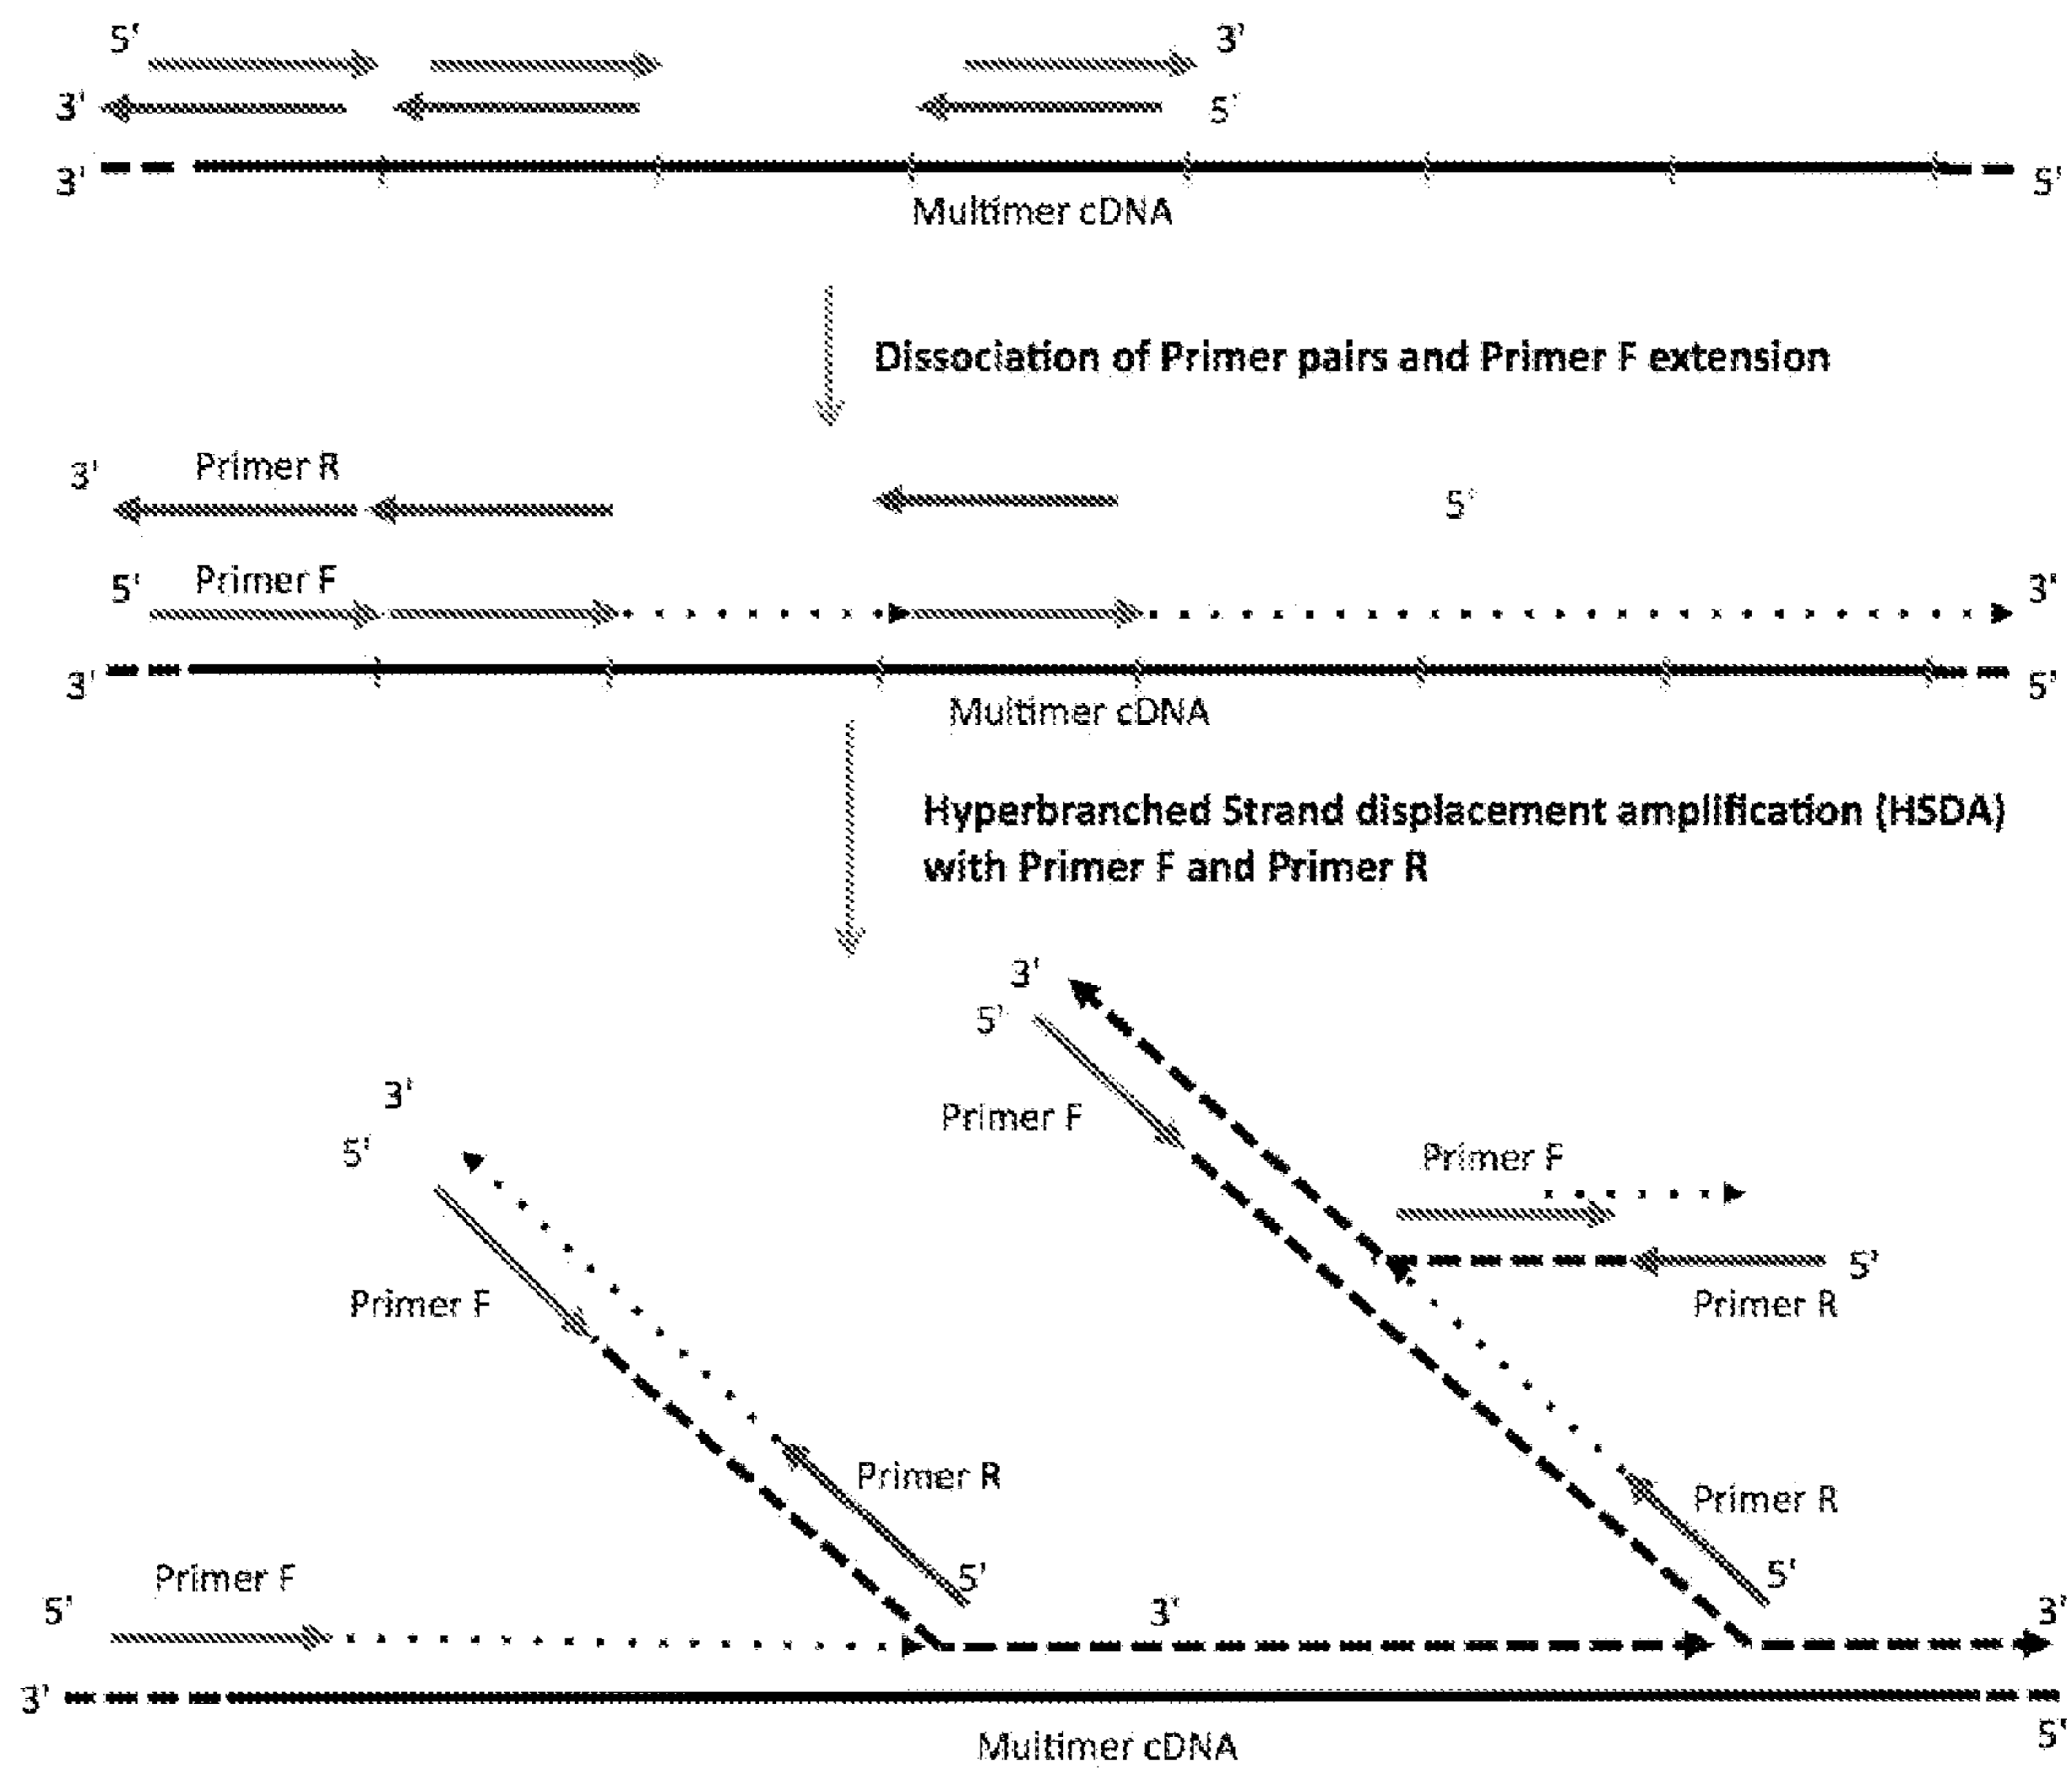 5' 3'
3' 5'
3' 5'
Multimer cDNA
Dissociation of Primer pairs and Primer F extension
3' Primer R 5'
5' Primer F 3'
3' 5'
Multimer cDNA
Hyperbranched Strand displacement amplification (HSDA)
with Primer F and Primer R
3'
5'
3'
Primer F
5' Primer F
5'
Primer F Primer R
Primer R
Primer R
5' 5'
Primer F
5' 3' 3'
3'
5'
Multimer cDNA